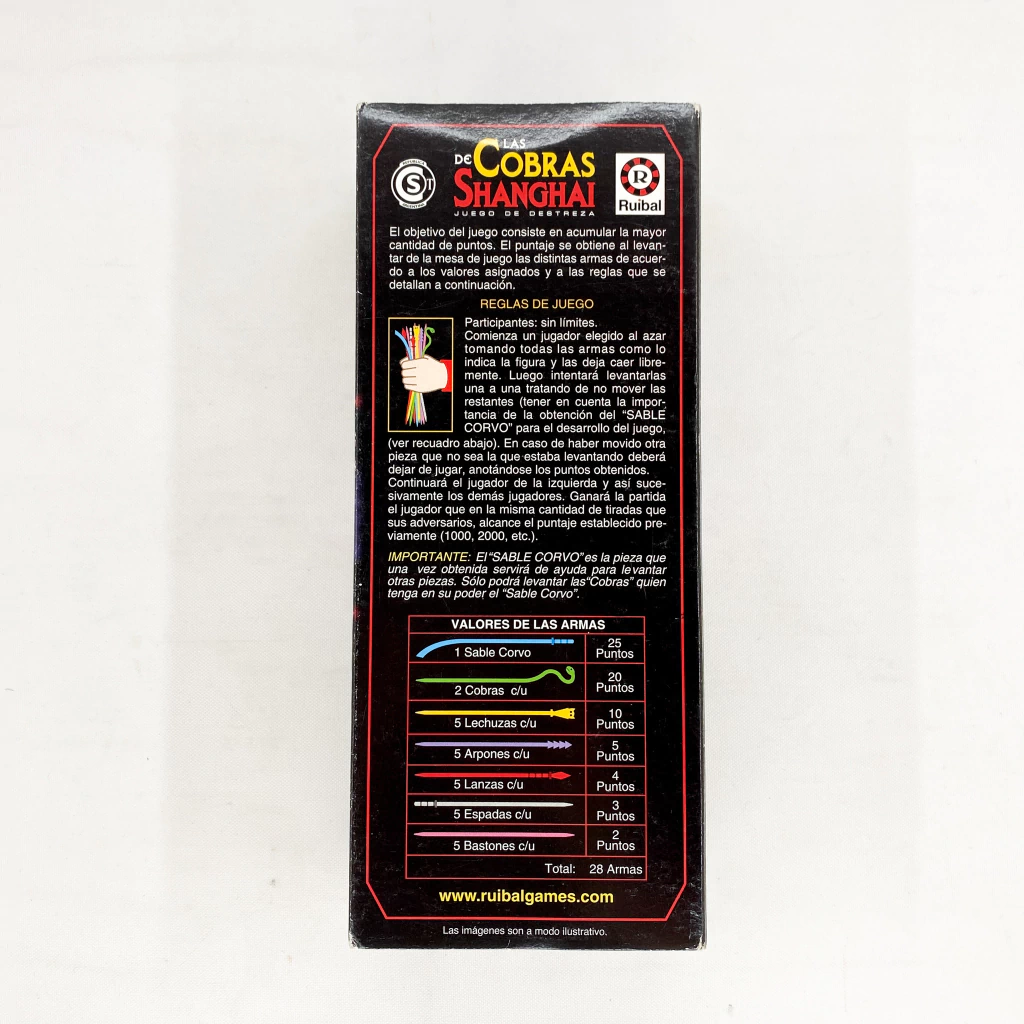 LAS
DE COBRAS
SHANGHAI
JUEGO DE DESTREZA
REPUBLICA
S T
ARGENTINA
R
Ruibal
El objetivo del juego consiste en acumular la mayor
cantidad de puntos. El puntaje se obtiene al levan-
tar de la mesa de juego las distintas armas de acuer-
do a los valores asignados y a las reglas que se
detallan a continuación.
REGLAS DE JUEGO
Participantes: sin límites.
Comienza un jugador elegido al azar
tomando todas las armas como lo
indica la figura y las deja caer libre-
mente. Luego intentará levantarlas
una a una tratando de no mover las
restantes (tener en cuenta la impor-
tancia de la obtención del “SABLE
CORVO” para el desarrollo del juego,
(ver recuadro abajo). En caso de haber movido otra
pieza que no sea la que estaba levantando deberá
dejar de jugar, anotándose los puntos obtenidos.
Continuará el jugador de la izquierda y así suce-
sivamente los demás jugadores. Ganará la partida
el jugador que en la misma cantidad de tiradas que
sus adversarios, alcance el puntaje establecido pre-
viamente (1000, 2000, etc.).
IMPORTANTE: El “SABLE CORVO” es la pieza que
una vez obtenida servirá de ayuda para levantar
otras piezas. Sólo podrá levantar las “Cobras” quien
tenga en su poder el “Sable Corvo”.
VALORES DE LAS ARMAS
1 Sable Corvo 25 Puntos
2 Cobras c/u 20 Puntos
5 Lechuzas c/u 10 Puntos
5 Arpones c/u 5 Puntos
5 Lanzas c/u 4 Puntos
5 Espadas c/u 3 Puntos
5 Bastones c/u 2 Puntos
Total: 28 Armas
www.ruibalgames.com
Las imágenes son a modo ilustrativo.